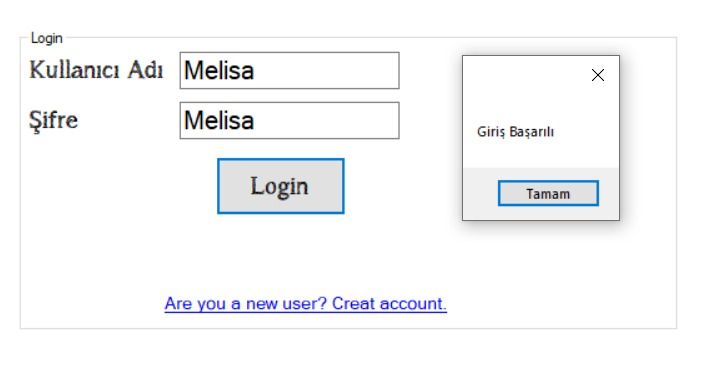 Login
Kullanıcı Adı Melisa
Şifre Melisa
Login
Are you a new user? Creat account.
Giriş Başarılı
Tamam